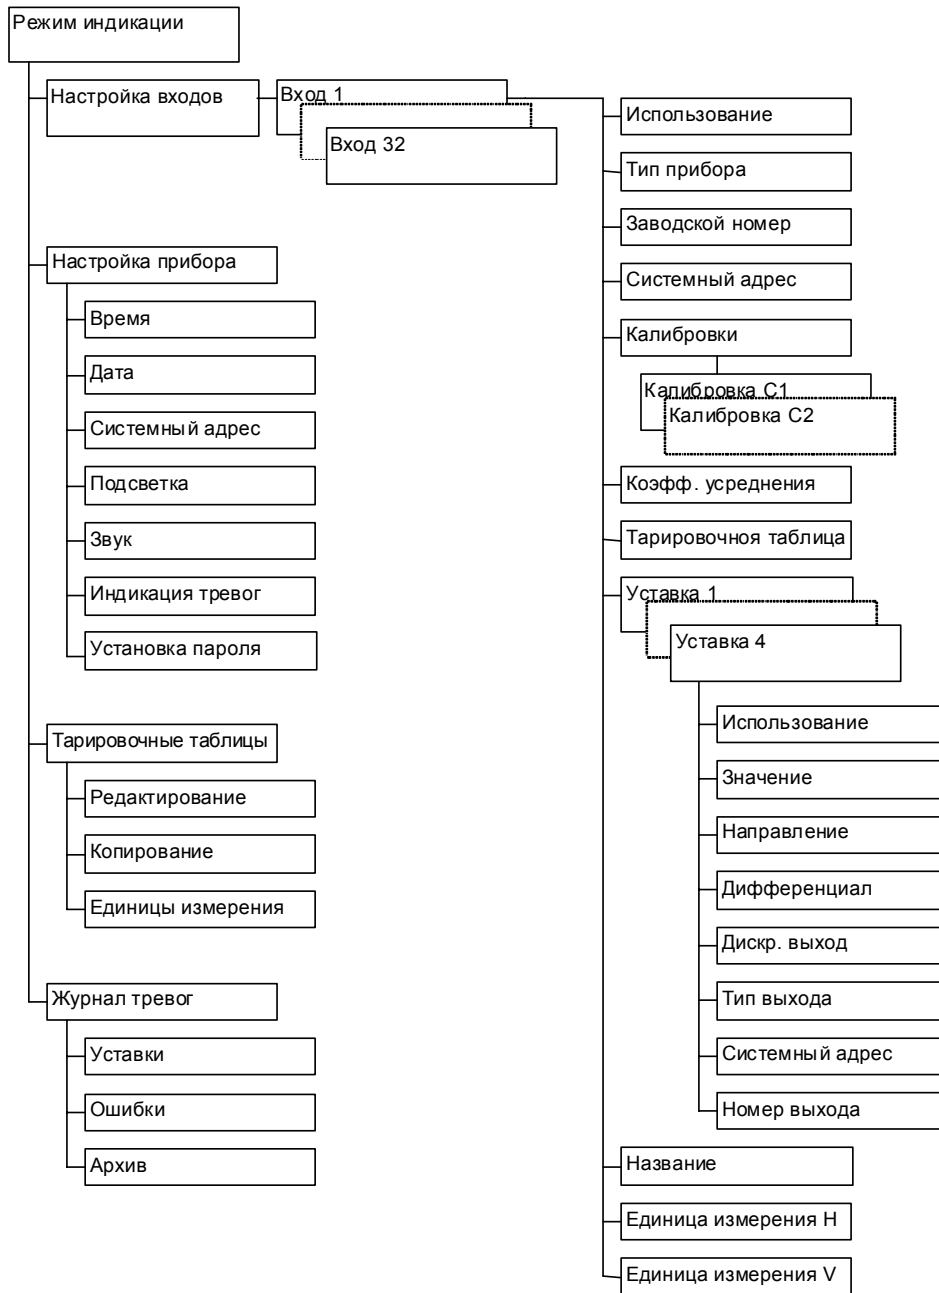 Режим индикации
Настройка входов
Вход 1
Вход 32
Использование
Тип прибора
Заводской номер
Системный адрес
Калибровки
Калибровка С1
Калибровка С2
Коэфф. усреднения
Тарировочноя таблица
Уставка 1
Уставка 4
Использование
Значение
Направление
Дифференциал
Дискр. выход
Тип выхода
Системный адрес
Номер выхода
Название
Единица измерения H
Единица измерения V
Настройка прибора
Время
Дата
Системный адрес
Подсветка
Звук
Индикация тревог
Установка пароля
Тарировочные таблицы
Редактирование
Копирование
Единицы измерения
Журнал тревог
Уставки
Ошибки
Архив